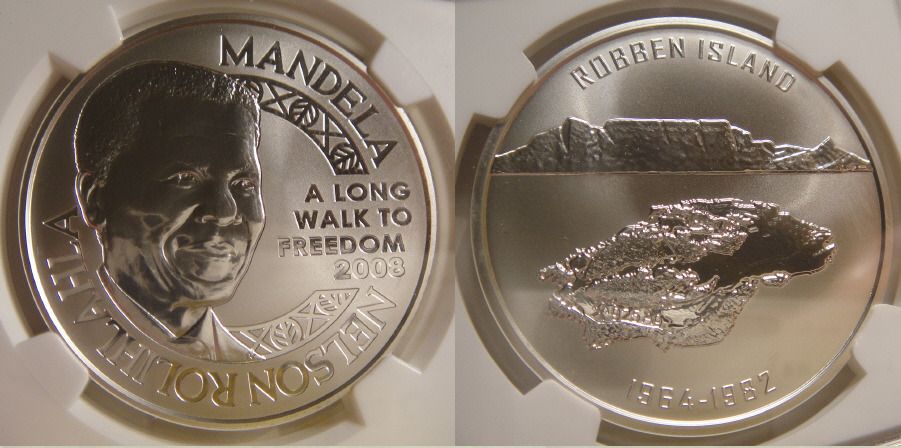 NELSON ROLIHLAHLA
MANDELA
A LONG
WALK TO
FREEDOM
2008
ROBBEN ISLAND
1964-1982